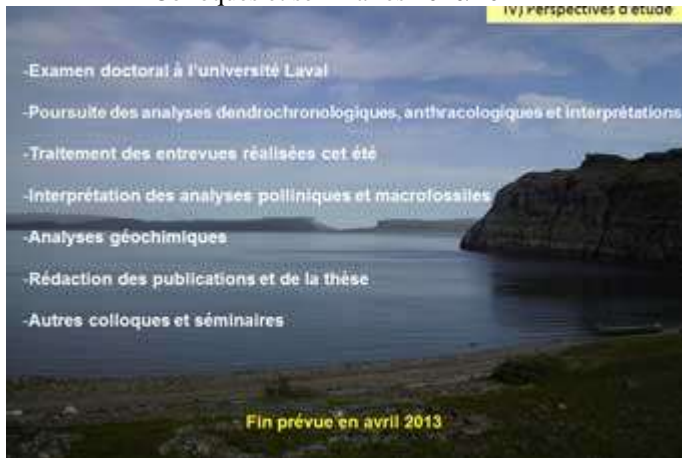 IV) Perspectives d'étude
-Examen doctoral à l'université Laval
-Poursuite des analyses dendrochronologiques, anthracologiques et interprétations
-Traitement des entrevues réalisées cet été
-Interprétation des analyses polliniques et macrofossiles
-Analyses géochimiques
-Rédaction des publications et de la thèse
-Autres colloques et séminaires
Fin prévue en avril 2013